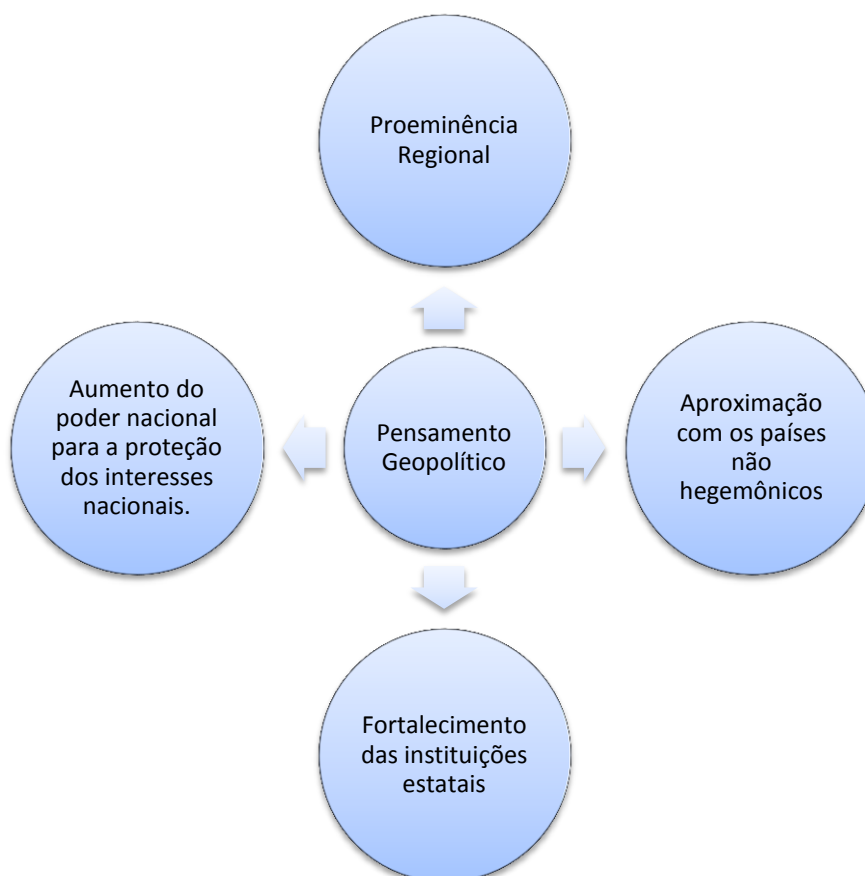 Proeminência
Regional
Aumento do
poder nacional
para a proteção
dos interesses
nacionais.
Pensamento
Geopolítico
Aproximação
com os países
não
hegemônicos
Fortalecimento
das instituições
estatais